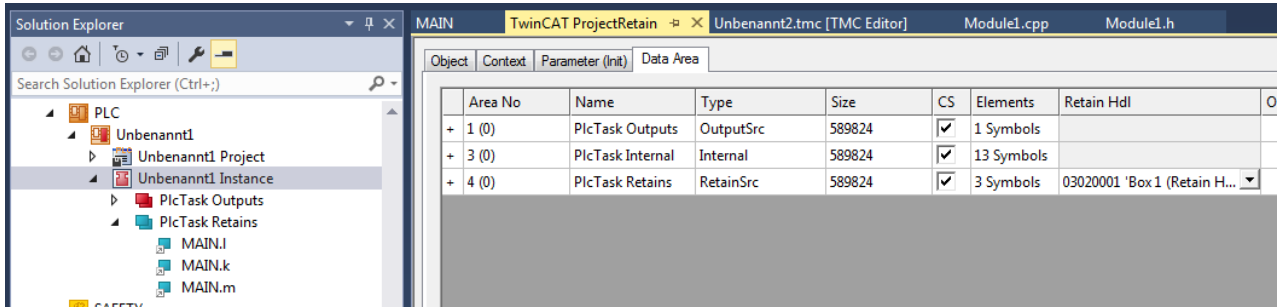 Solution Explorer
Search Solution Explorer (Ctrl+;)
PLC
Unbenannt1
Unbenannt1 Project
Unbenannt1 Instance
PlcTask Outputs
PlcTask Retains
MAIN.l
MAIN.k
MAIN.m
MAIN TwinCAT ProjectRetain Unbenannt2.tmc [TMC Editor] Module1.cpp Module1.h
Object Context Parameter (Init) Data Area
Area No Name Type Size CS Elements Retain Hdl O
+ 1 (0) PlcTask Outputs OutputSrc 589824 1 Symbols
+ 3 (0) PlcTask Internal Internal 589824 13 Symbols
+ 4 (0) PlcTask Retains RetainSrc 589824 3 Symbols 03020001 'Box 1 (Retain H...